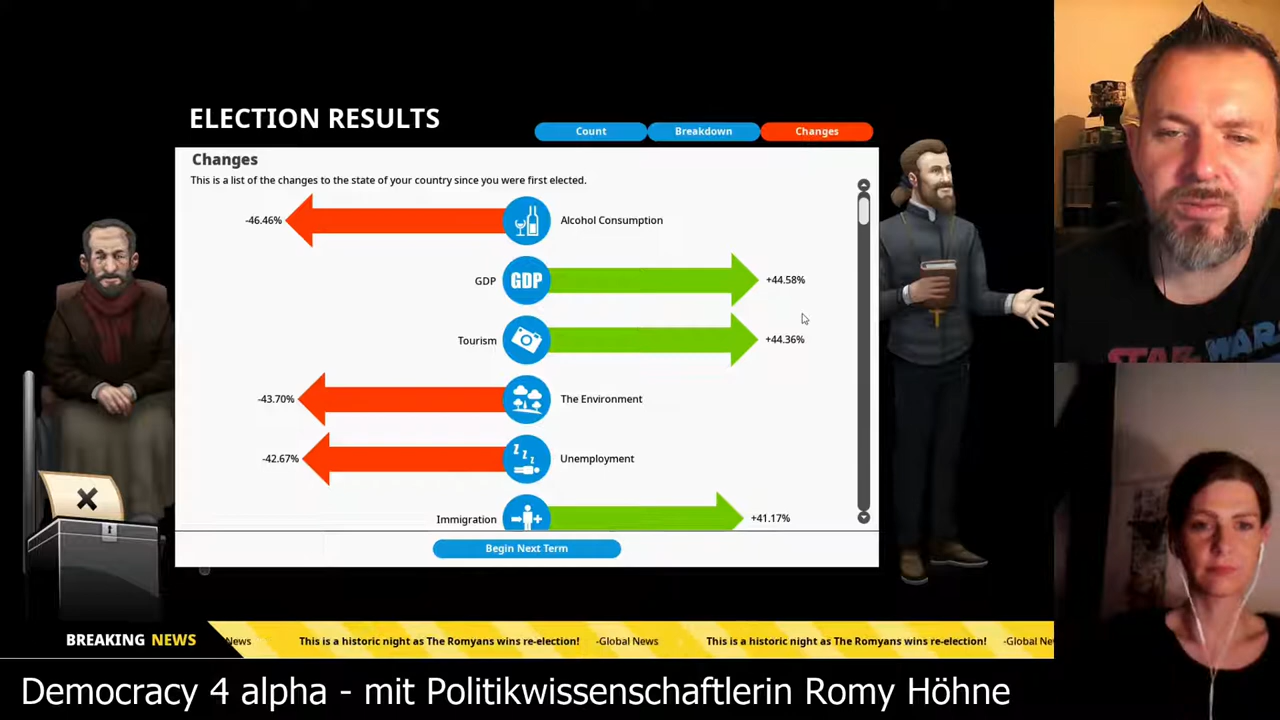 ELECTION RESULTS
Count
Breakdown
Changes
Changes
This is a list of the changes to the state of your country since you were first elected.
-46.46%
Alcohol Consumption
GDP
GDP
+44.58%
Tourism
+44.36%
-43.70%
The Environment
-42.67%
Z Z Z
Unemployment
Immigration
+41.17%
Begin Next Term
STAR WARS
BREAKING NEWS
News This is a historic night as The Romyans wins re-election! -Global News This is a historic night as The Romyans wins re-election! -Global
Democracy 4 alpha - mit Politikwissenschaftlerin Romy Höhne